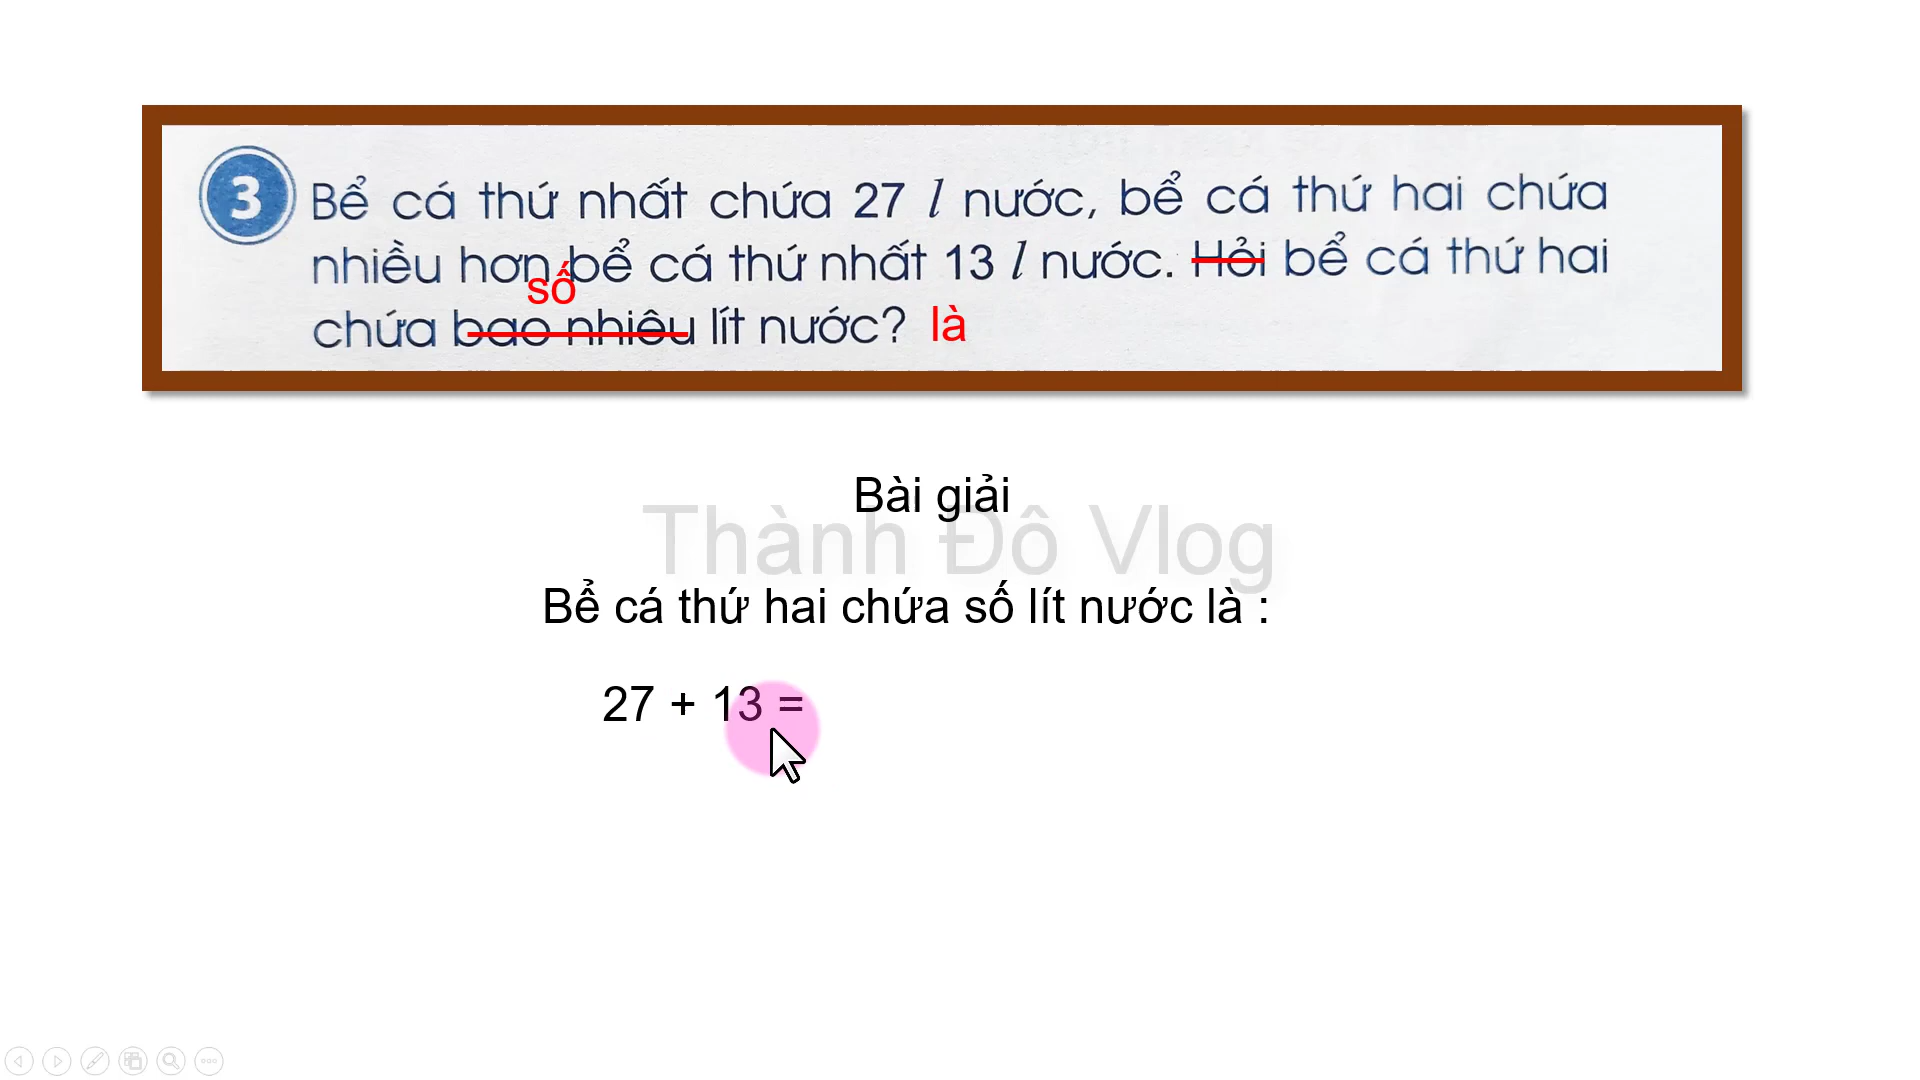 3
Bể cá thứ nhất chứa 27 l nước, bể cá thứ hai chứa
nhiều hơn bể cá thứ nhất 13 l nước. Hỏi bể cá thứ hai
số
chứa bao nhiêu lít nước? là
Bài giải
Thành Đô Vlog
Bể cá thứ hai chứa số lít nước là :
27 + 13 =